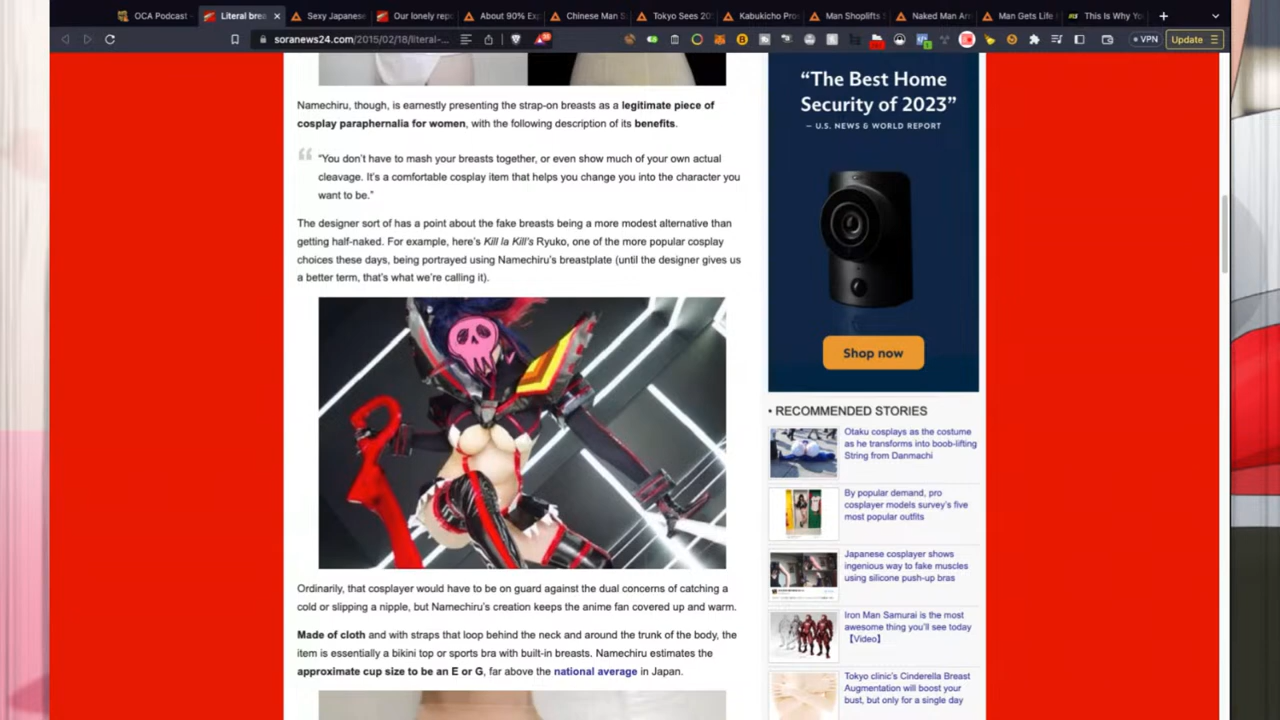 OCA Podcast
Literal brea
Sexy Japanese
Our lonely repo
About 90% Exp
Chinese Man S
Tokyo Sees 20
Kabukicho Pro
Man Shoplifts
Naked Man Arr
Man Gets Life
This Is Why Yo
soranews24.com/2015/02/18/literal-...
VPN
Update
Namechiru, though, is earnestly presenting the strap-on breasts as a legitimate piece of
cosplay paraphernalia for women, with the following description of its benefits.
"You don't have to mash your breasts together, or even show much of your own actual
cleavage. It's a comfortable cosplay item that helps you change you into the character you
want to be."
The designer sort of has a point about the fake breasts being a more modest alternative than
getting half-naked. For example, here's Kill la Kill's Ryuko, one of the more popular cosplay
choices these days, being portrayed using Namechiru's breastplate (until the designer gives us
a better term, that's what we're calling it).
Ordinarily, that cosplayer would have to be on guard against the dual concerns of catching a
cold or slipping a nipple, but Namechiru's creation keeps the anime fan covered up and warm.
Made of cloth and with straps that loop behind the neck and around the trunk of the body, the
item is essentially a bikini top or sports bra with built-in breasts. Namechiru estimates the
approximate cup size to be an E or G, far above the national average in Japan.
“The Best Home
Security of 2023”
– U.S. NEWS & WORLD REPORT
Shop now
• RECOMMENDED STORIES
Otaku cosplays as the costume
as he transforms into boob-lifting
String from Danmachi
By popular demand, pro
cosplayer models survey's five
most popular outfits
Japanese cosplayer shows
ingenious way to fake muscles
using silicone push-up bras
Iron Man Samurai is the most
awesome thing you'll see today
【Video】
Tokyo clinic's Cinderella Breast
Augmentation will boost your
bust, but only for a single day